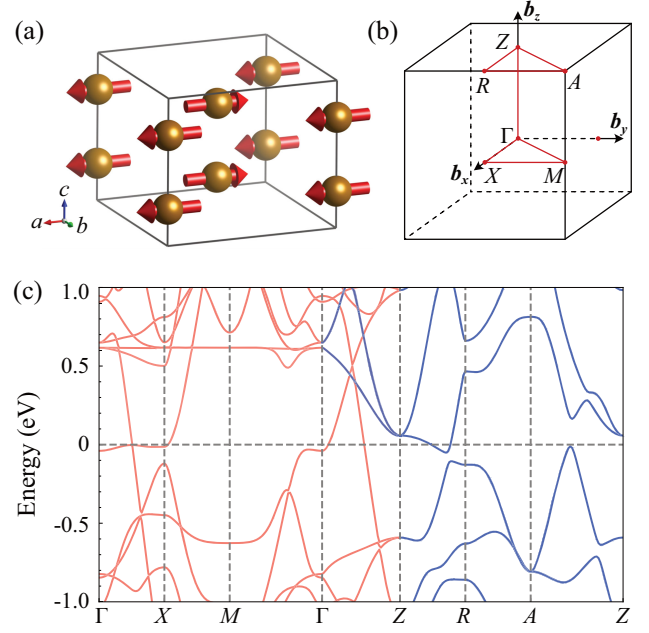 (a)
a
b
c
(b)
b_z
Z
R
A
Γ
b_y
b_x
X
M
(c)
Energy (eV)
1.0
0.5
0
-0.5
-1.0
Γ X M Γ Z R A Z